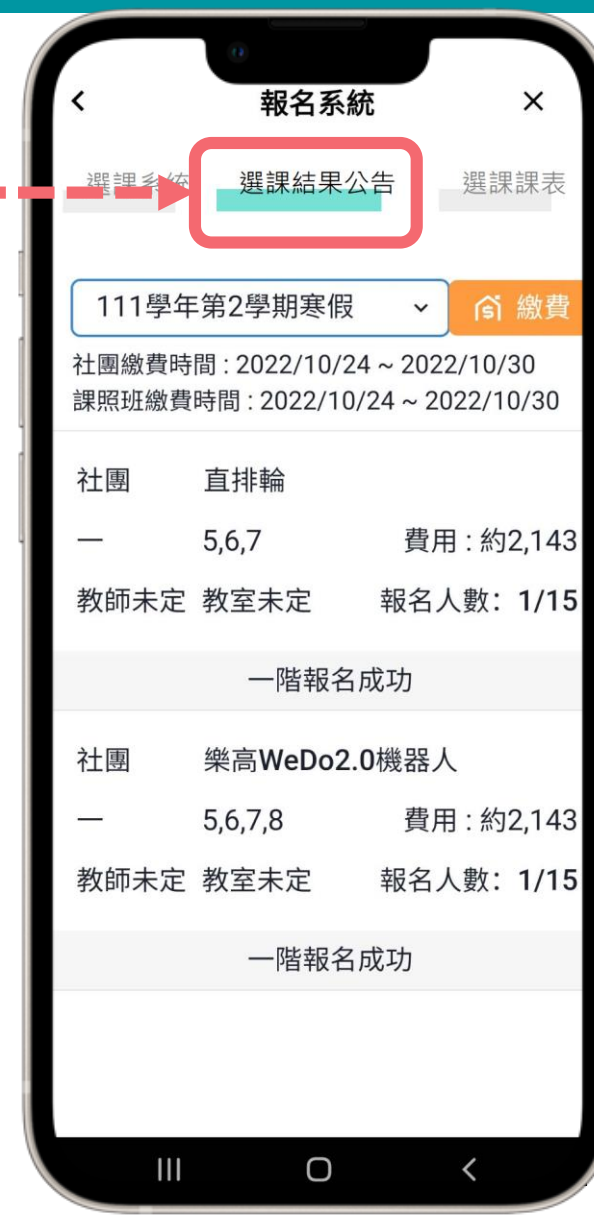 報名系統
選課系統 選課結果公告 選課課表
111學年第2學期寒假 繳費
社團繳費時間 : 2022/10/24 ~ 2022/10/30
課照班繳費時間 : 2022/10/24 ~ 2022/10/30
社團 直排輪
一 5,6,7 費用 : 約2,143
教師未定 教室未定 報名人數： 1/15
一階報名成功
社團 樂高WeDo2.0機器人
一 5,6,7,8 費用 : 約2,143
教師未定 教室未定 報名人數： 1/15
一階報名成功